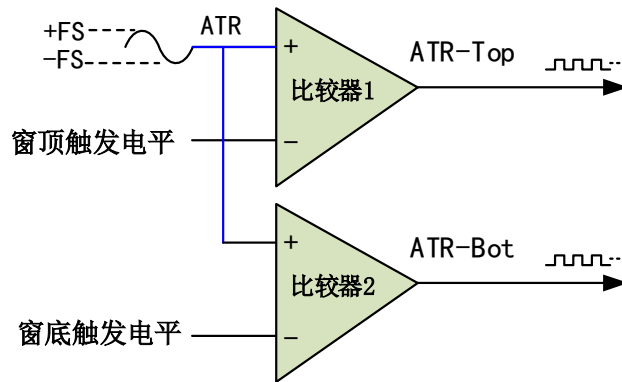 +FS
ATR
-FS
+
比较器1
ATR-Top
窗顶触发电平
-
+
比较器2
ATR-Bot
窗底触发电平
-